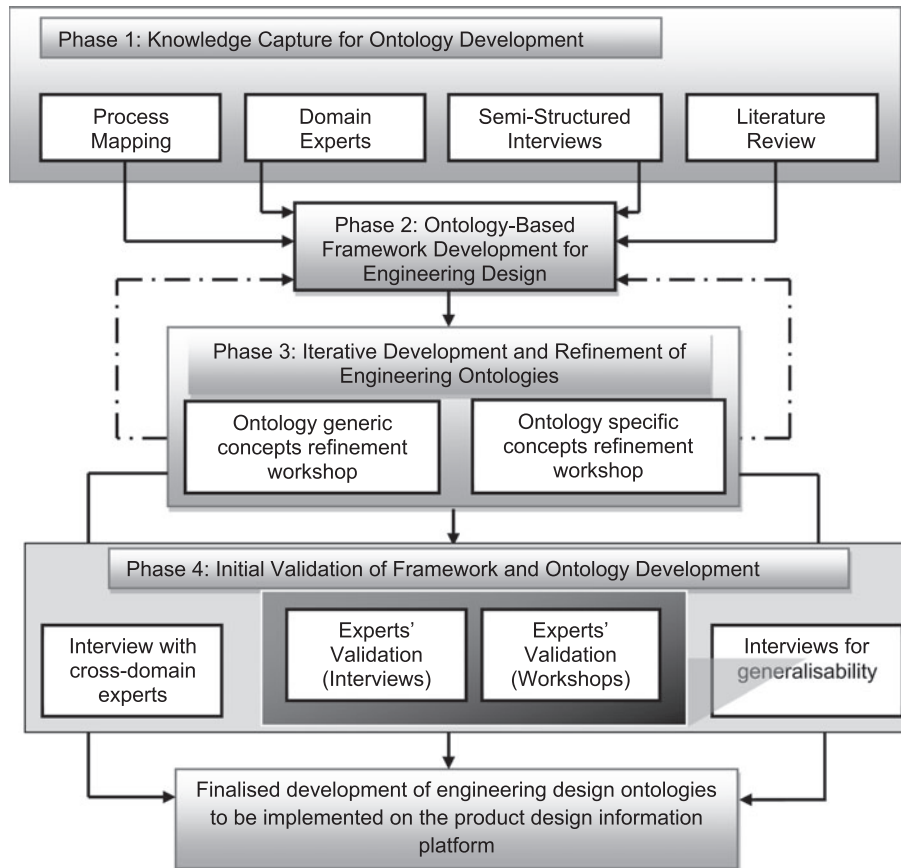 Phase 1: Knowledge Capture for Ontology Development
Process
Mapping
Domain
Experts
Semi-Structured
Interviews
Literature
Review
Phase 2: Ontology-Based
Framework Development for
Engineering Design
Phase 3: Iterative Development and Refinement of
Engineering Ontologies
Ontology generic
concepts refinement
workshop
Ontology specific
concepts refinement
workshop
Phase 4: Initial Validation of Framework and Ontology Development
Interview with
cross-domain
experts
Experts’
Validation
(Interviews)
Experts’
Validation
(Workshops)
Interviews for
generalisability
Finalised development of engineering design ontologies
to be implemented on the product design information
platform